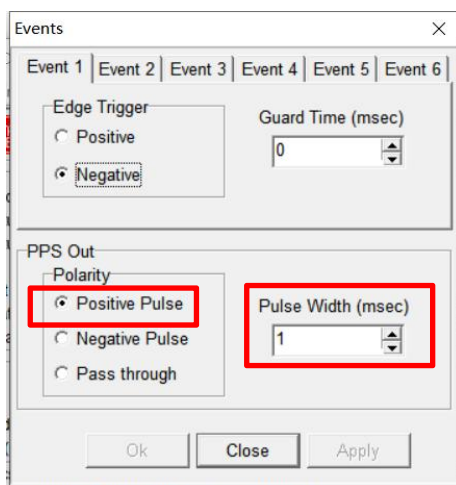 Events
Event 1 Event 2 Event 3 Event 4 Event 5 Event 6
Edge Trigger
Positive
Negative
Guard Time (msec)
0
PPS Out
Polarity
Positive Pulse
Negative Pulse
Pass through
Pulse Width (msec)
1
Ok Close Apply